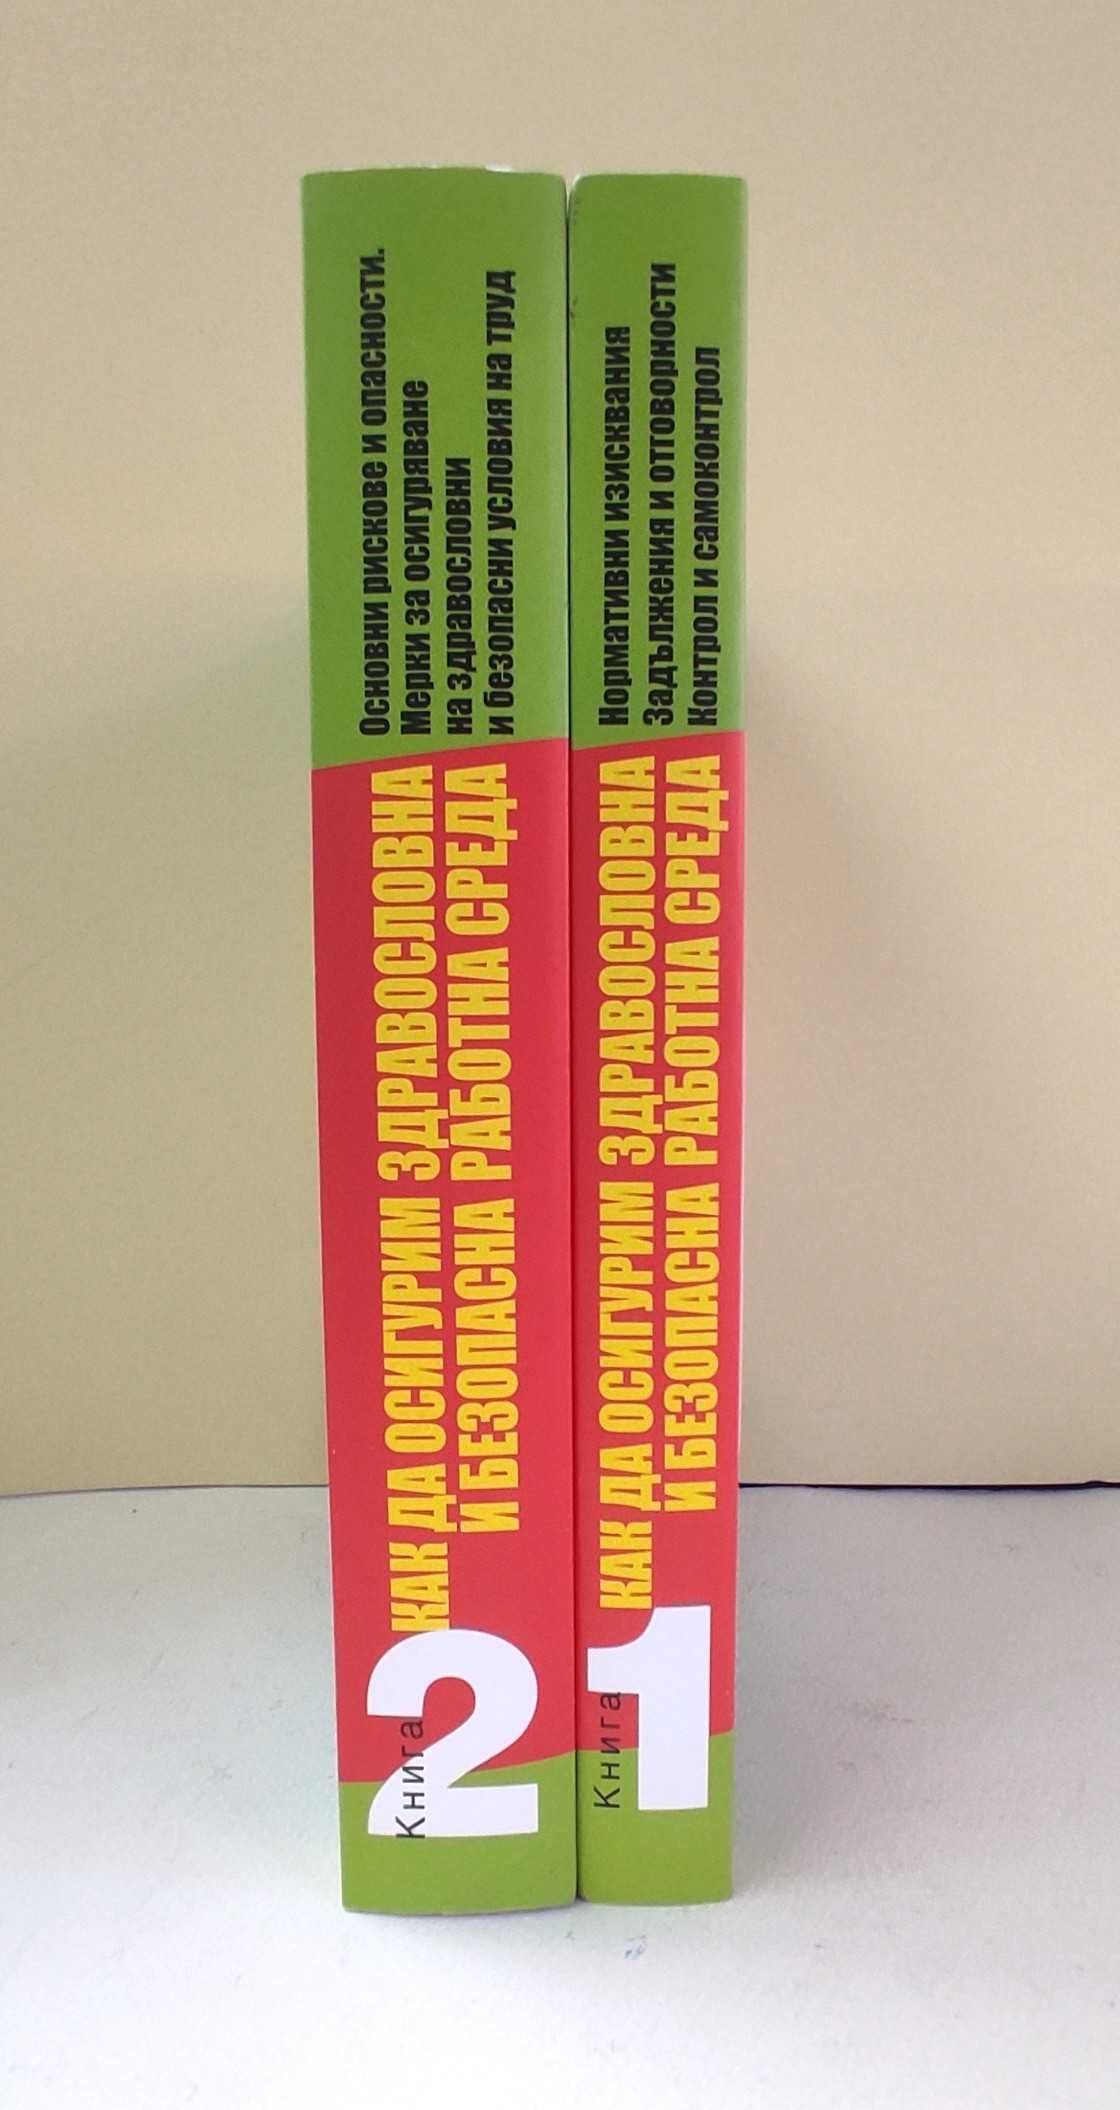 Книга
2
КАК ДА ОСИГУРИМ ЗДРАВОСЛОВНА
И БЕЗОПАСНА РАБОТНА СРЕДА
Основни рискове и опасности.
Мерки за осигуряване
на здравословни
и безопасни условия на труд
Книга
1
КАК ДА ОСИГУРИМ ЗДРАВОСЛОВНА
И БЕЗОПАСНА РАБОТНА СРЕДА
Нормативни изисквания
Задължения и отговорности
Контрол и самоконтрол